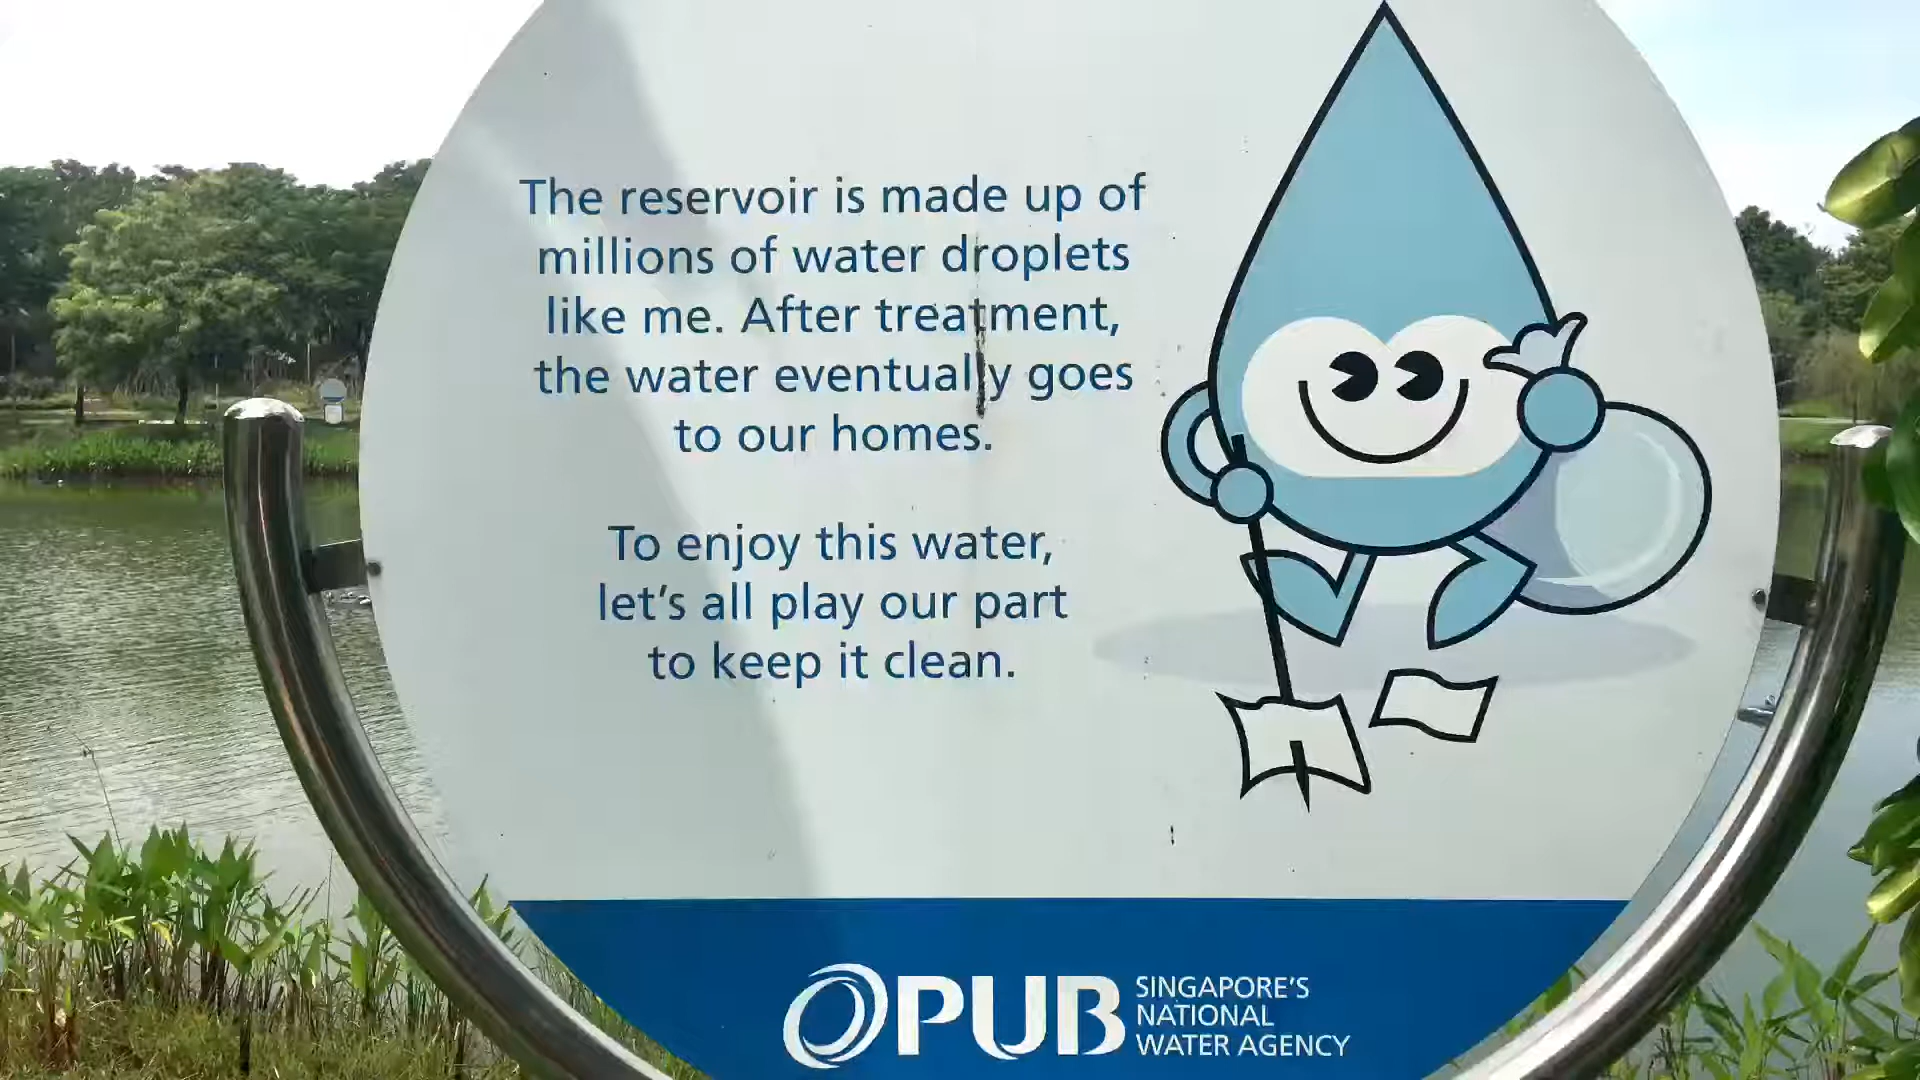 The reservoir is made up of
millions of water droplets
like me. After treatment,
the water eventually goes
to our homes.
To enjoy this water,
let's all play our part
to keep it clean.
PUB
SINGAPORE'S
NATIONAL
WATER AGENCY